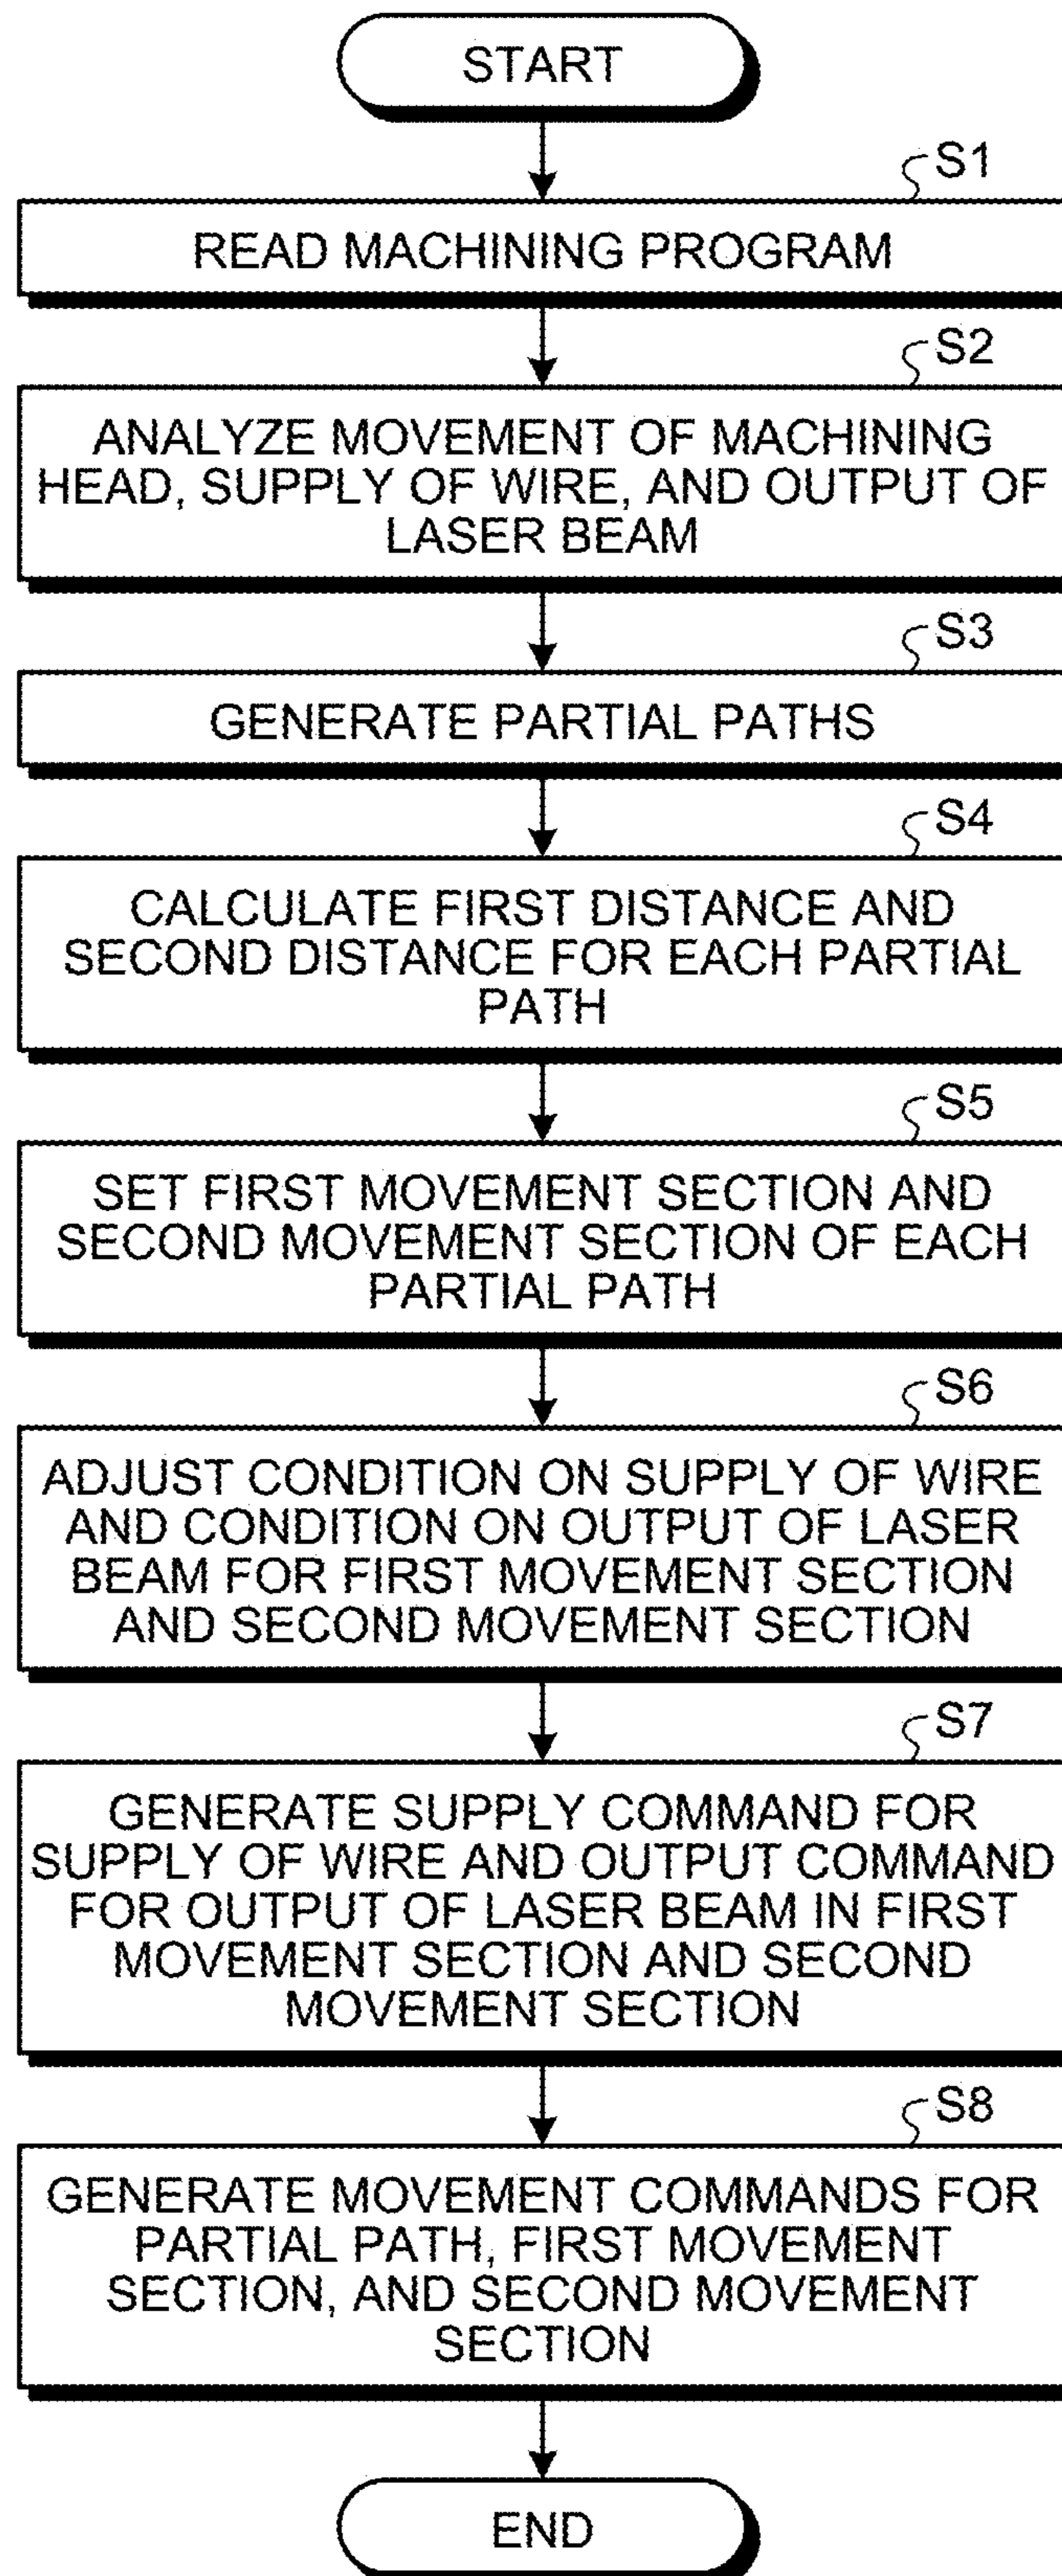 START
S1
READ MACHINING PROGRAM
S2
ANALYZE MOVEMENT OF MACHINING
HEAD, SUPPLY OF WIRE, AND OUTPUT OF
LASER BEAM
S3
GENERATE PARTIAL PATHS
S4
CALCULATE FIRST DISTANCE AND
SECOND DISTANCE FOR EACH PARTIAL
PATH
S5
SET FIRST MOVEMENT SECTION AND
SECOND MOVEMENT SECTION OF EACH
PARTIAL PATH
S6
ADJUST CONDITION ON SUPPLY OF WIRE
AND CONDITION ON OUTPUT OF LASER
BEAM FOR FIRST MOVEMENT SECTION
AND SECOND MOVEMENT SECTION
S7
GENERATE SUPPLY COMMAND FOR
SUPPLY OF WIRE AND OUTPUT COMMAND
FOR OUTPUT OF LASER BEAM IN FIRST
MOVEMENT SECTION AND SECOND
MOVEMENT SECTION
S8
GENERATE MOVEMENT COMMANDS FOR
PARTIAL PATH, FIRST MOVEMENT
SECTION, AND SECOND MOVEMENT
SECTION
END